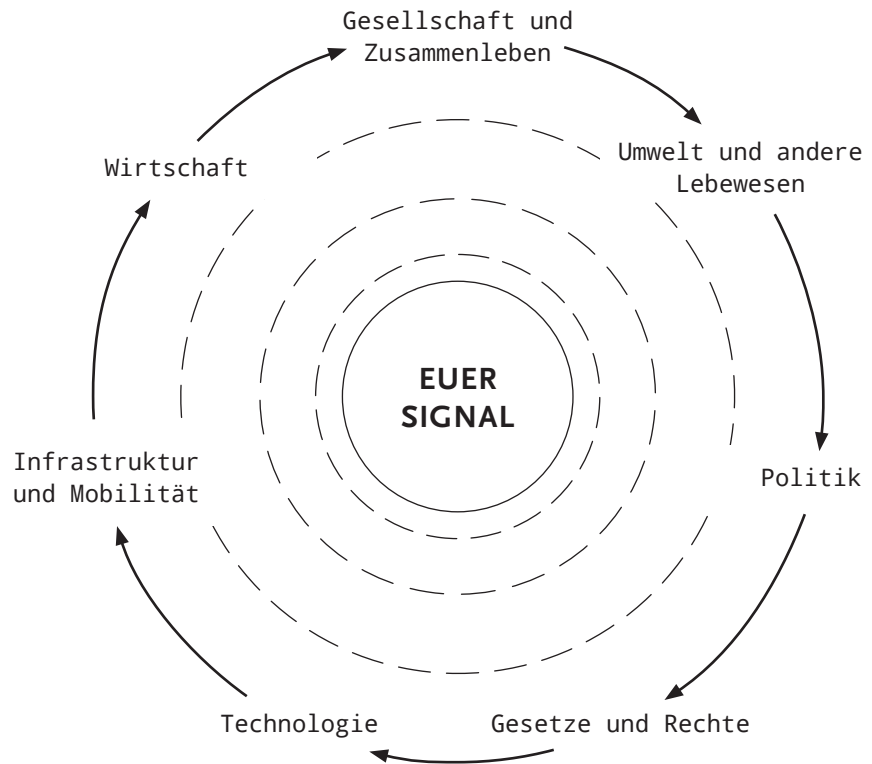 Gesellschaft und
Zusammenleben
Umwelt und andere
Lebewesen
Wirtschaft
EUER
SIGNAL
Infrastruktur
und Mobilität
Politik
Technologie
Gesetze und Rechte